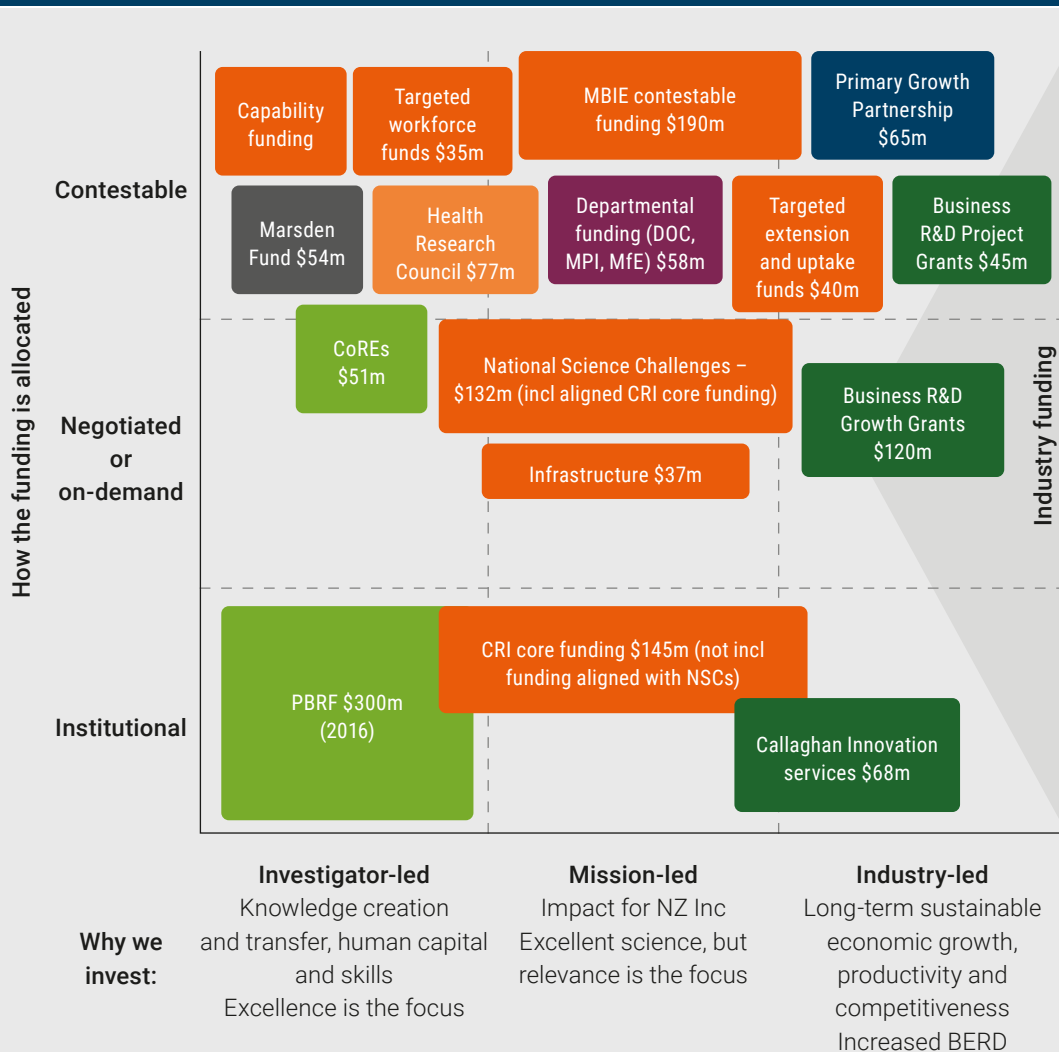 How the funding is allocated
Contestable
Capability
funding
Targeted
workforce
funds $35m
MBIE contestable
funding $190m
Primary Growth
Partnership
$65m
Marsden
Fund $54m
Health
Research
Council $77m
Departmental
funding (DOC,
MPI, MfE) $58m
Targeted
extension
and uptake
funds $40m
Business
R&D Project
Grants $45m
Negotiated
or
on-demand
CoREs
$51m
National Science Challenges –
$132m (incl aligned CRI core funding)
Infrastructure $37m
Business R&D
Growth Grants
$120m
Industry funding
Institutional
PBRF $300m
(2016)
CRI core funding $145m (not incl
funding aligned with NSCs)
Callaghan Innovation
services $68m
Why we
invest:
Investigator-led
Knowledge creation
and transfer, human capital
and skills
Excellence is the focus
Mission-led
Impact for NZ Inc
Excellent science, but
relevance is the focus
Industry-led
Long-term sustainable
economic growth,
productivity and
competitiveness
Increased BERD